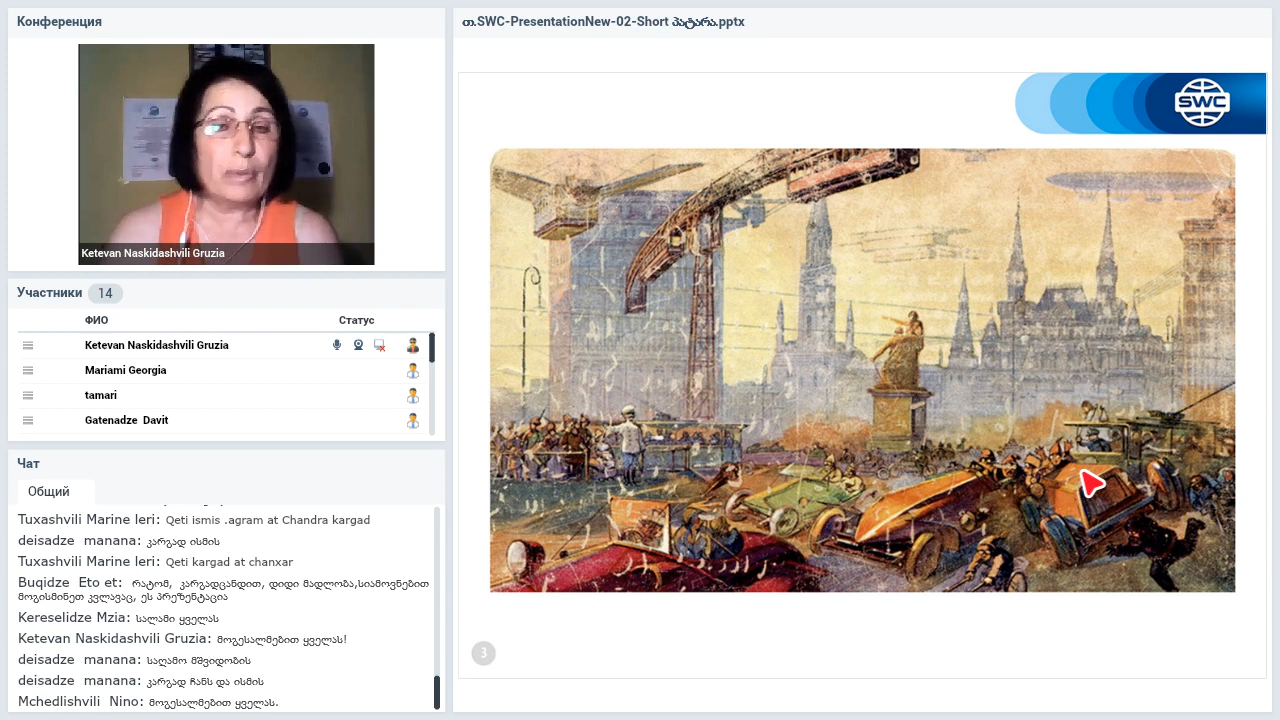 Конференция
Ketevan Naskidashvili Gruzia
Участники 14
ФИО Статус
Ketevan Naskidashvili Gruzia
Mariami Georgia
tamari
Gatenadze Davit
Чат
Общий
Tuxashvili Marine leri: Qeti ismis .agram at Chandra kargad
deisadze manana: კარგად ისმის
Tuxashvili Marine leri: Qeti kargad at chanxar
Buqidze Eto et: რატომ, კარგადცანდით, დიდი მადლობა,სიამოვნებით
მოგისმინეთ კვლავაც, ეს პრეზენტაცია
Kereselidze Mzia: სალამი ყველას
Ketevan Naskidashvili Gruzia: მოგესალმებით ყველას!
deisadze manana: საღამო მშვიდობის
deisadze manana: კარგად ჩანს და ისმის
Mchedlishvili Nino: მოგესალმებით ყველას.
თ.SWC-PresentationNew-02-Short პატარა.pptx
SWC
3